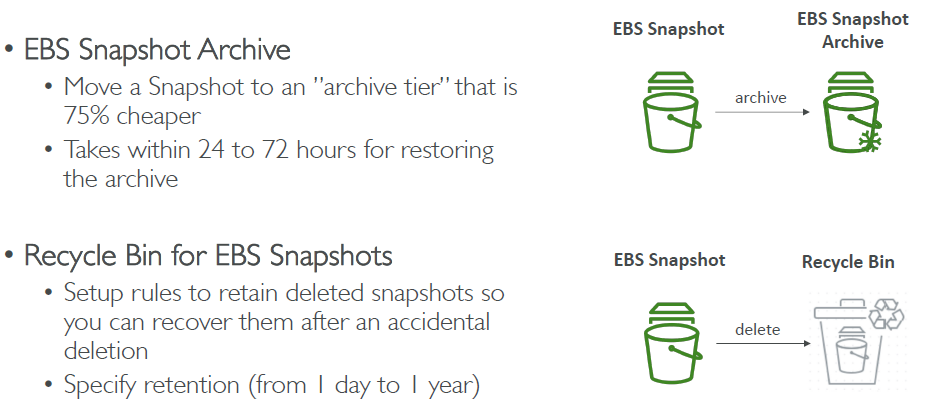 • EBS Snapshot Archive
• Move a Snapshot to an ”archive tier” that is
75% cheaper
• Takes within 24 to 72 hours for restoring
the archive
EBS Snapshot
archive
EBS Snapshot
Archive
• Recycle Bin for EBS Snapshots
• Setup rules to retain deleted snapshots so
you can recover them after an accidental
deletion
• Specify retention (from 1 day to 1 year)
EBS Snapshot
delete
Recycle Bin